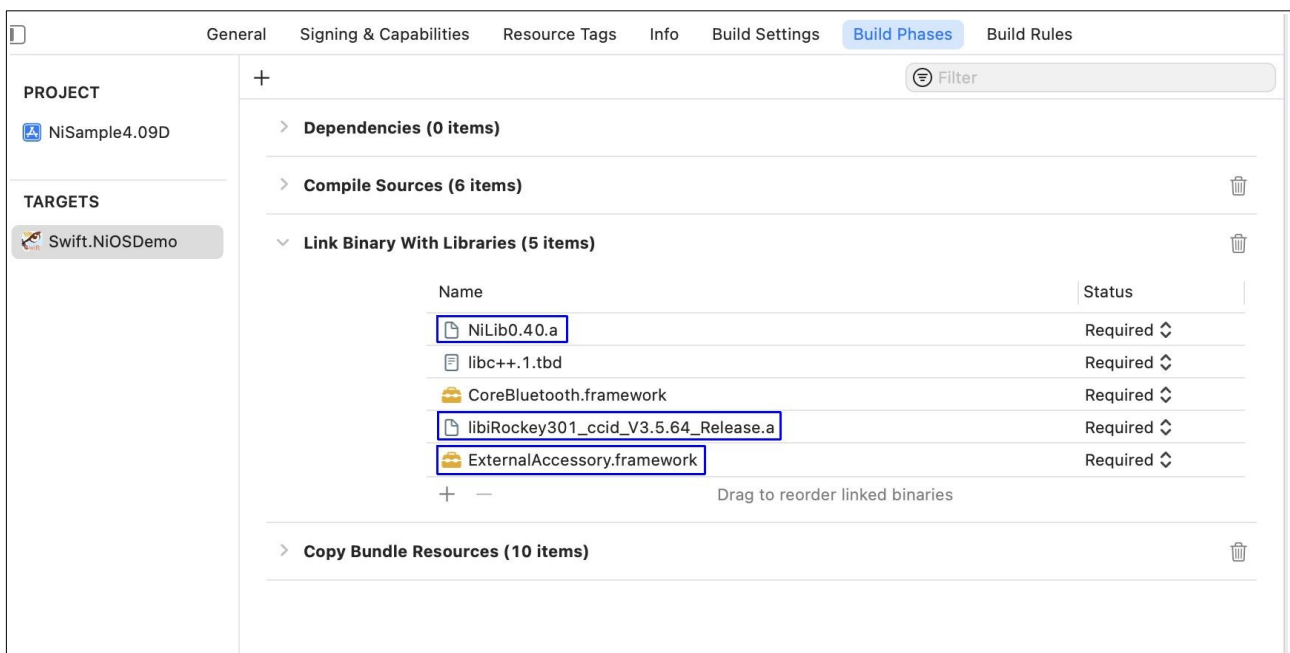 General Signing & Capabilities Resource Tags Info Build Settings Build Phases Build Rules
Filter
PROJECT
NiSample4.09D
TARGETS
Swift.NiOSDemo
Dependencies (0 items)
Compile Sources (6 items)
Link Binary With Libraries (5 items)
Name Status
NiLib0.40.a Required
libc++.1.tbd Required
CoreBluetooth.framework Required
libiRockey301_ccid_V3.5.64_Release.a Required
ExternalAccessory.framework Required
Drag to reorder linked binaries
Copy Bundle Resources (10 items)